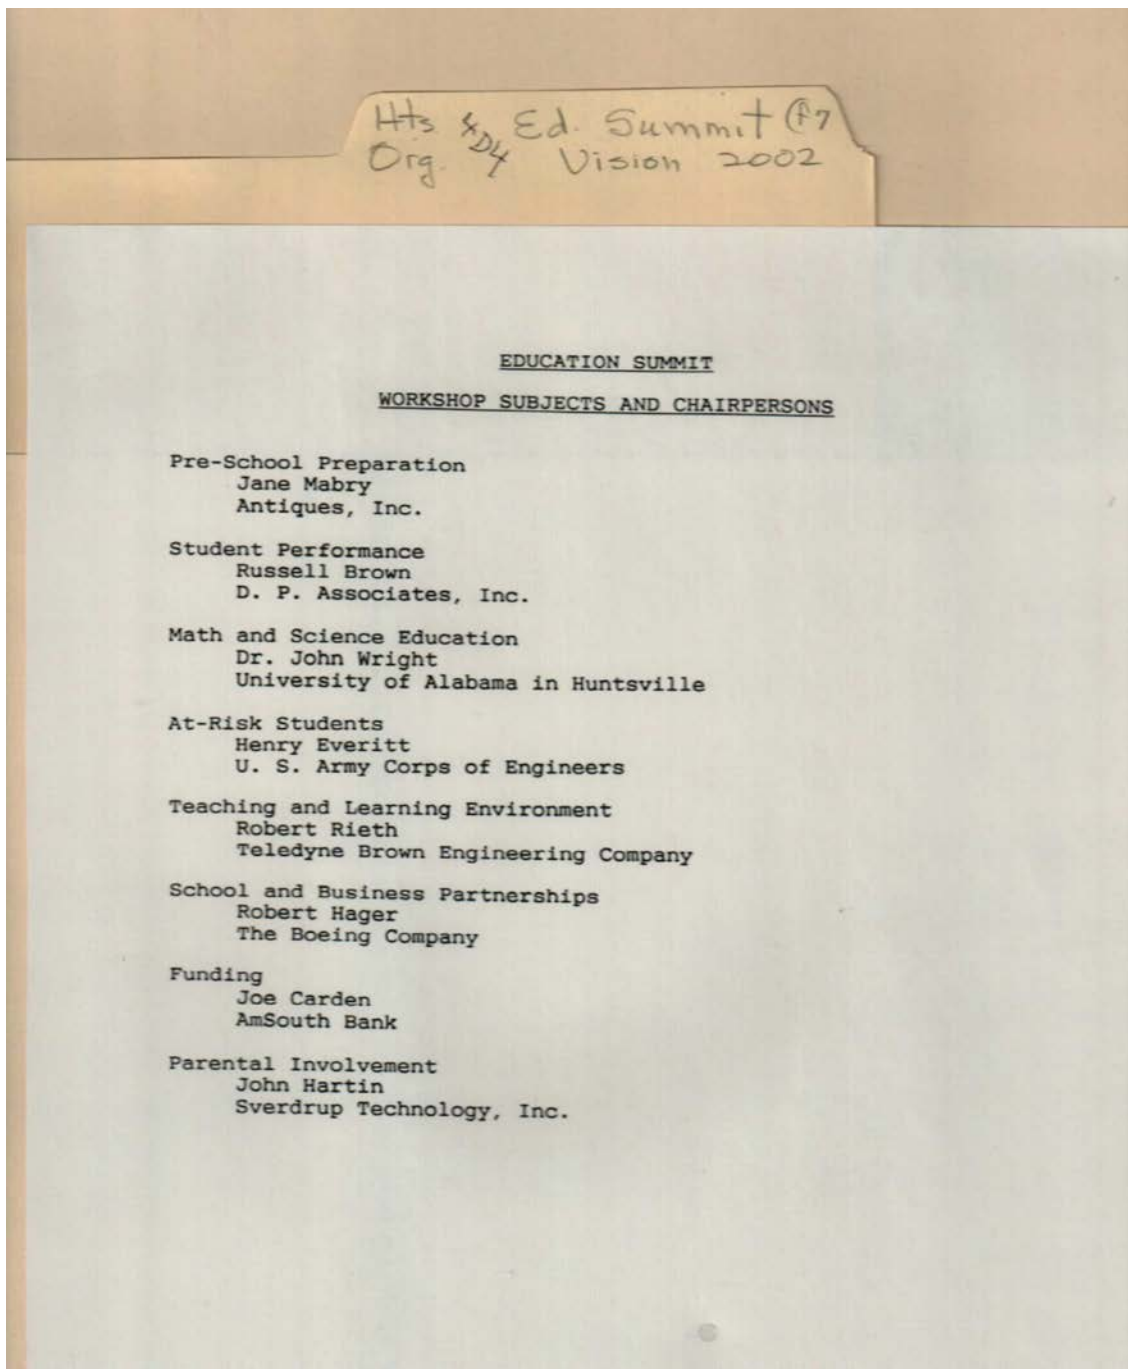 Hts Ed. Summit
Org. Vision 2002
EDUCATION SUMMIT
WORKSHOP SUBJECTS AND CHAIRPERSONS
Pre-School Preparation
Jane Mabry
Antiques, Inc.
Student Performance
Russell Brown
D. P. Associates, Inc.
Math and Science Education
Dr. John Wright
University of Alabama in Huntsville
At-Risk Students
Henry Everitt
U. S. Army Corps of Engineers
Teaching and Learning Environment
Robert Rieth
Teledyne Brown Engineering Company
School and Business Partnerships
Robert Hager
The Boeing Company
Funding
Joe Carden
AmSouth Bank
Parental Involvement
John Hartin
Sverdrup Technology, Inc.